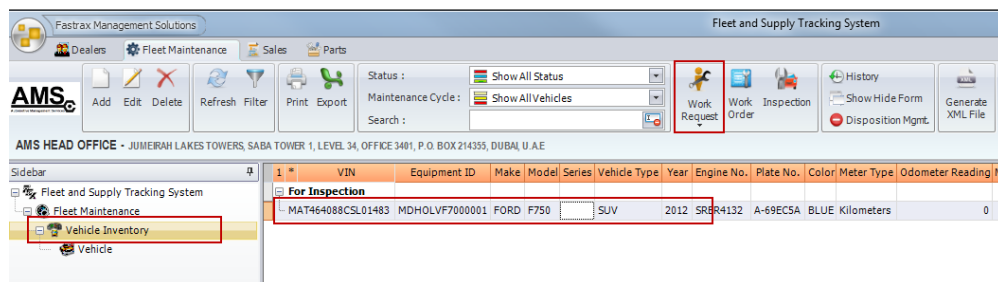 Fastrax Management Solutions
Fleet and Supply Tracking System
Dealers Fleet Maintenance Sales Parts
Status : Show All Status
Maintenance Cycle : Show All Vehicles
Search :
AMSC
Add Edit Delete Refresh Filter Print Export Work Request Work Order Inspection
History
Show Hide Form
Disposition Mgmt.
Generate XML File
AMS HEAD OFFICE - JUMEIRAH LAKES TOWERS, SABA TOWER 1, LEVEL 34, OFFICE 3401, P.O. BOX 214355, DUBAI, U.A.E
Sidebar
Fleet and Supply Tracking System
Fleet Maintenance
Vehicle Inventory
Vehicle
1 * VIN Equipment ID Make Model Series Vehicle Type Year Engine No. Plate No. Color Meter Type Odometer Reading
For Inspection
MAT464088CSL01483 MDHOLVF7000001 FORD F750 SUV 2012 SRER4132 A-69EC5A BLUE Kilometers 0